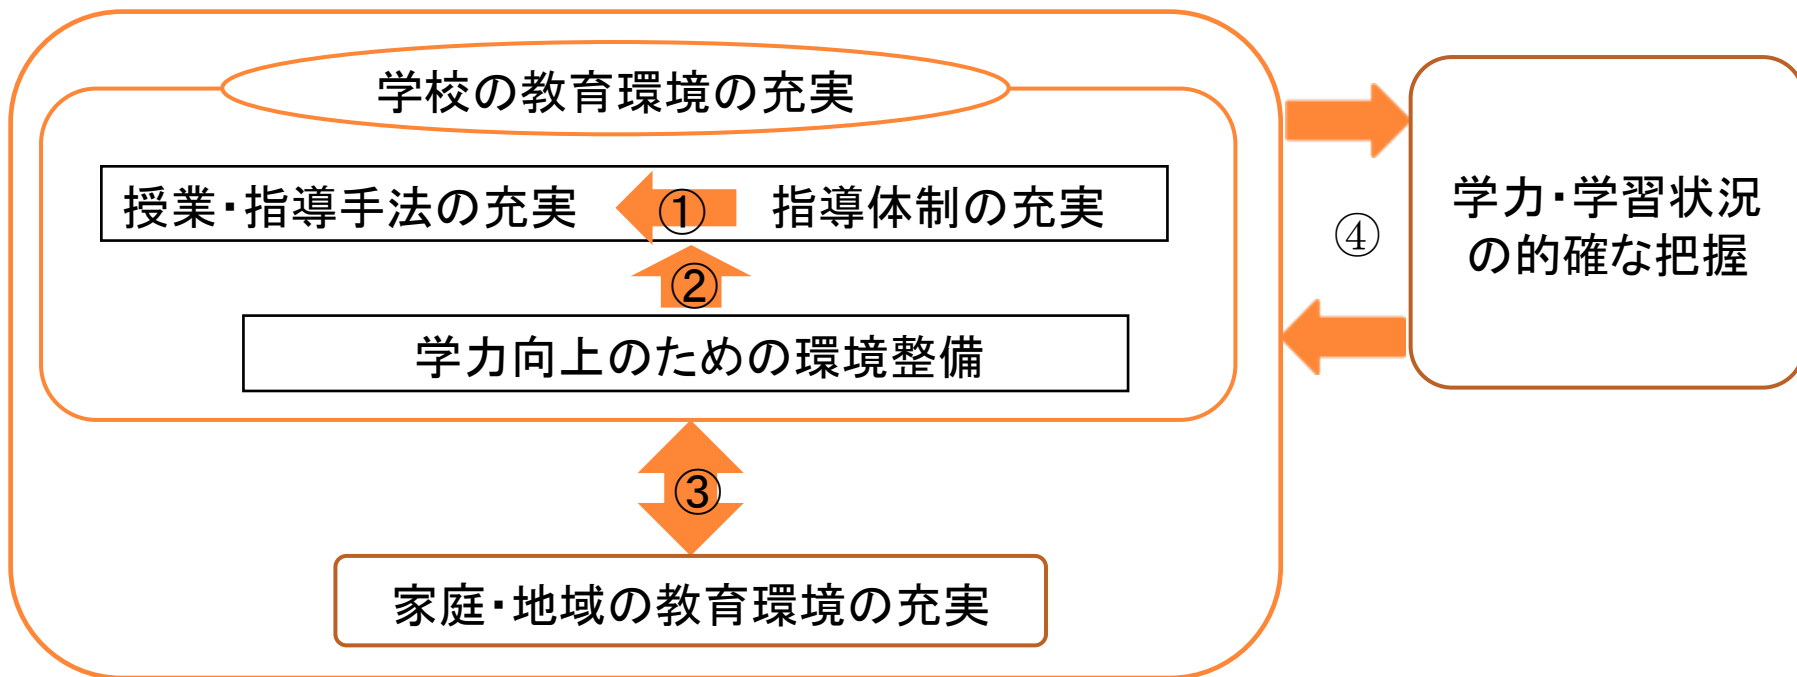 学校の教育環境の充実
授業・指導手法の充実 ① 指導体制の充実
②
学力向上のための環境整備
③
家庭・地域の教育環境の充実
④
学力・学習状況
の的確な把握